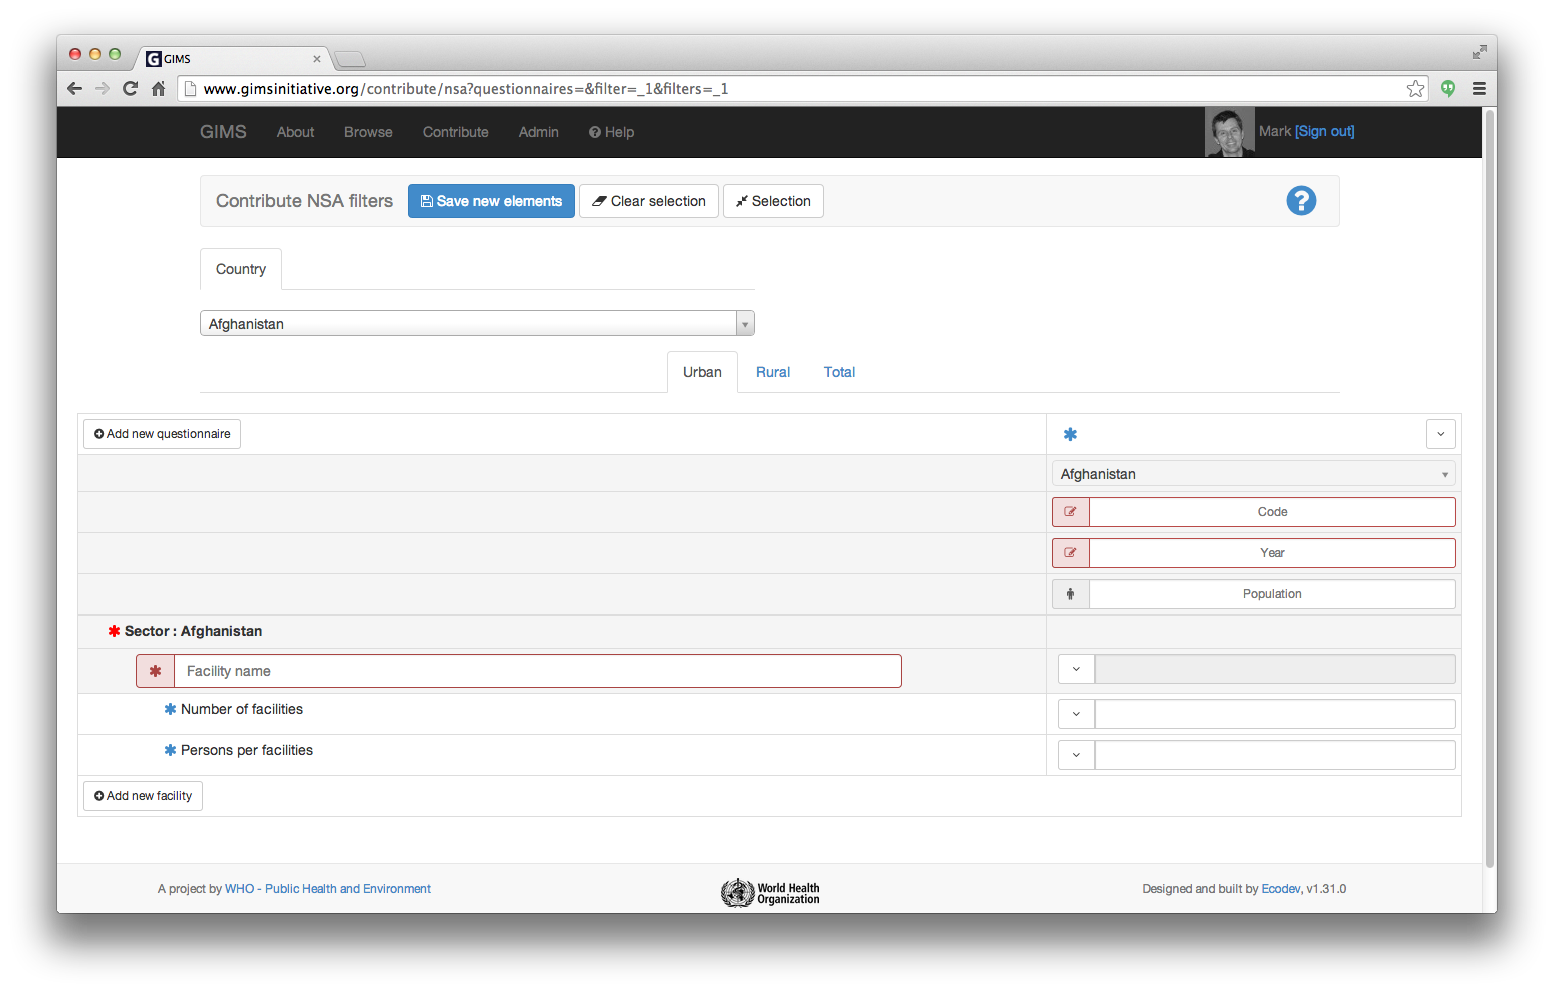 GIMS
www.gimsinitiative.org/contribute/nsa?questionnaires=&filter=_1&filters=_1
GIMS About Browse Contribute Admin Help Mark [Sign out]
Contribute NSA filters Save new elements Clear selection Selection ?
Country
Afghanistan
Urban Rural Total
Add new questionnaire
Afghanistan
Code
Year
Population
Sector : Afghanistan
Facility name
Number of facilities
Persons per facilities
Add new facility
A project by WHO - Public Health and Environment
World Health
Organization
Designed and built by Ecodev, v1.31.0